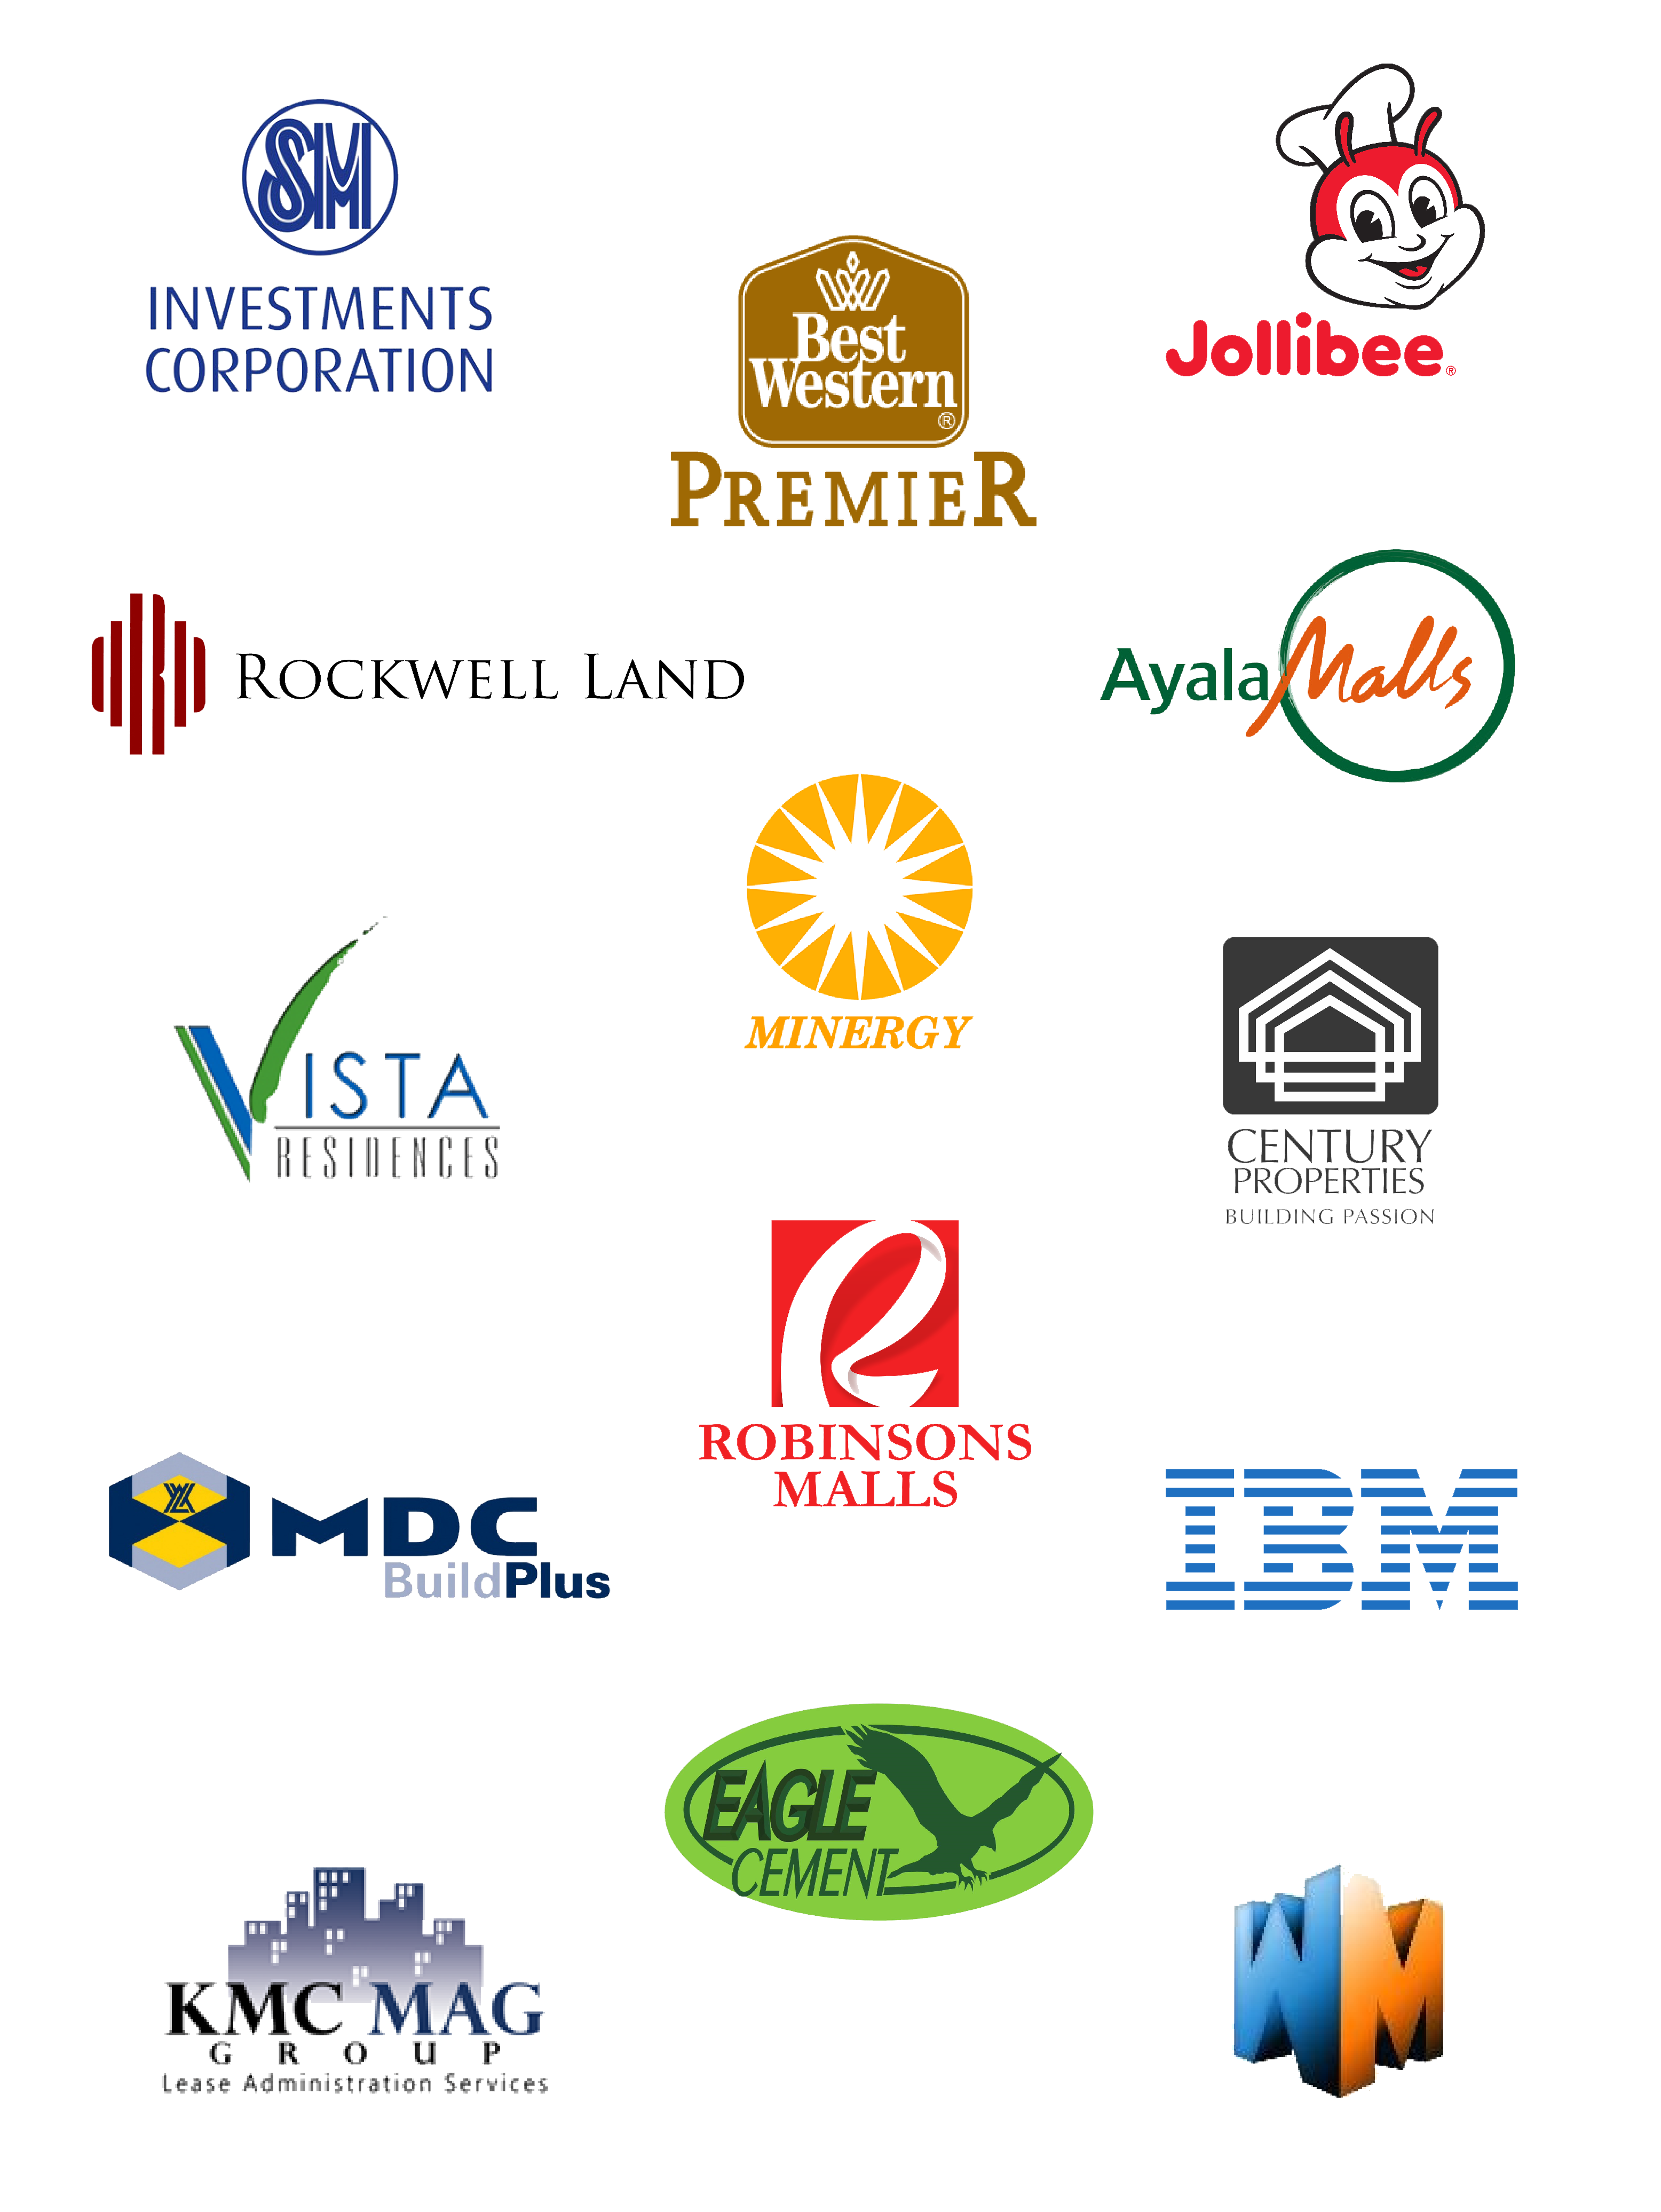 SM
INVESTMENTS
CORPORATION
Best
Western
®
PREMIER
Jollibee®
ROCKWELL LAND
Ayala Malls
MINERGY
VISTA
RESIDENCES
CENTURY
PROPERTIES
BUILDING PASSION
ROBINSONS
MALLS
MDC
BuildPlus
IBM
EAGLE
CEMENT
KMC MAG
GROUP
Lease Administration Services
WM